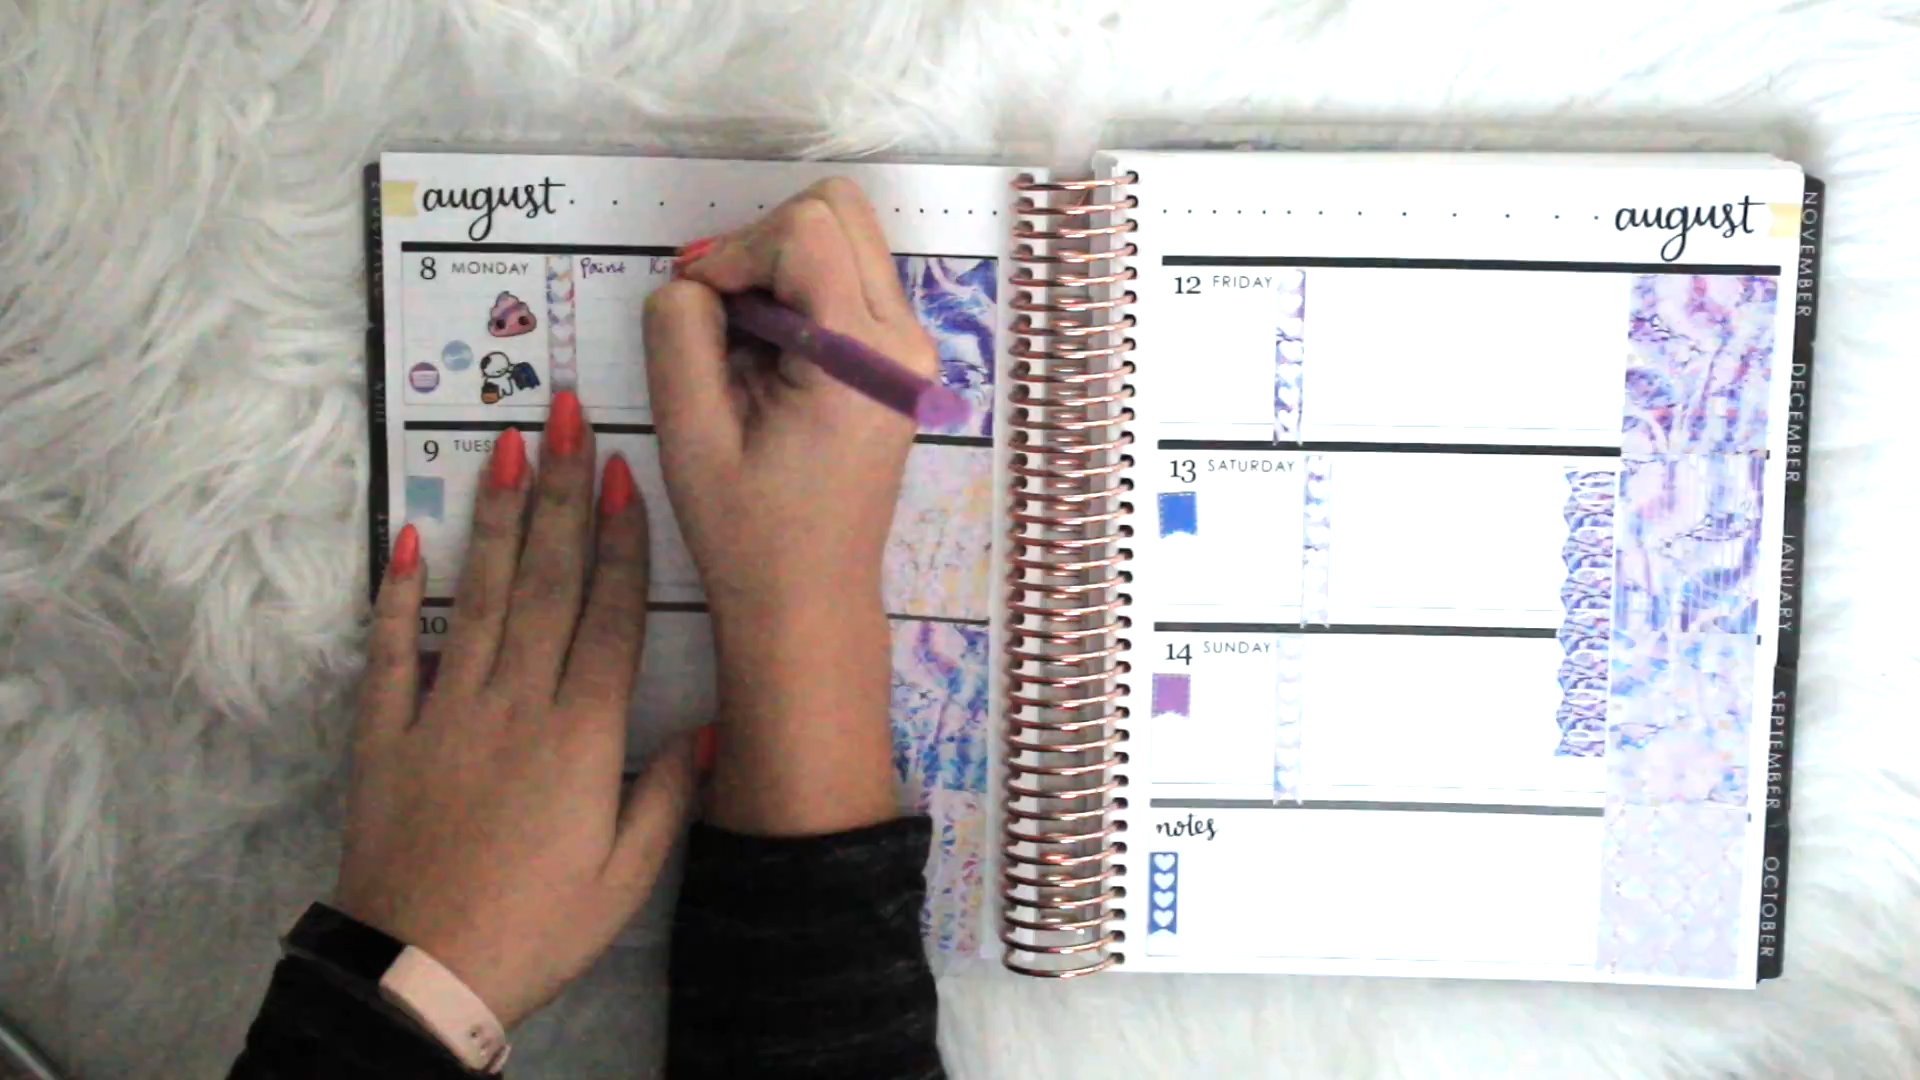 august
8 MONDAY
Paint
9 TUES
10
august
12 FRIDAY
13 SATURDAY
14 SUNDAY
notes
NOVEMBER
DECEMBER
JANUARY
SEPTEMBER
OCTOBER